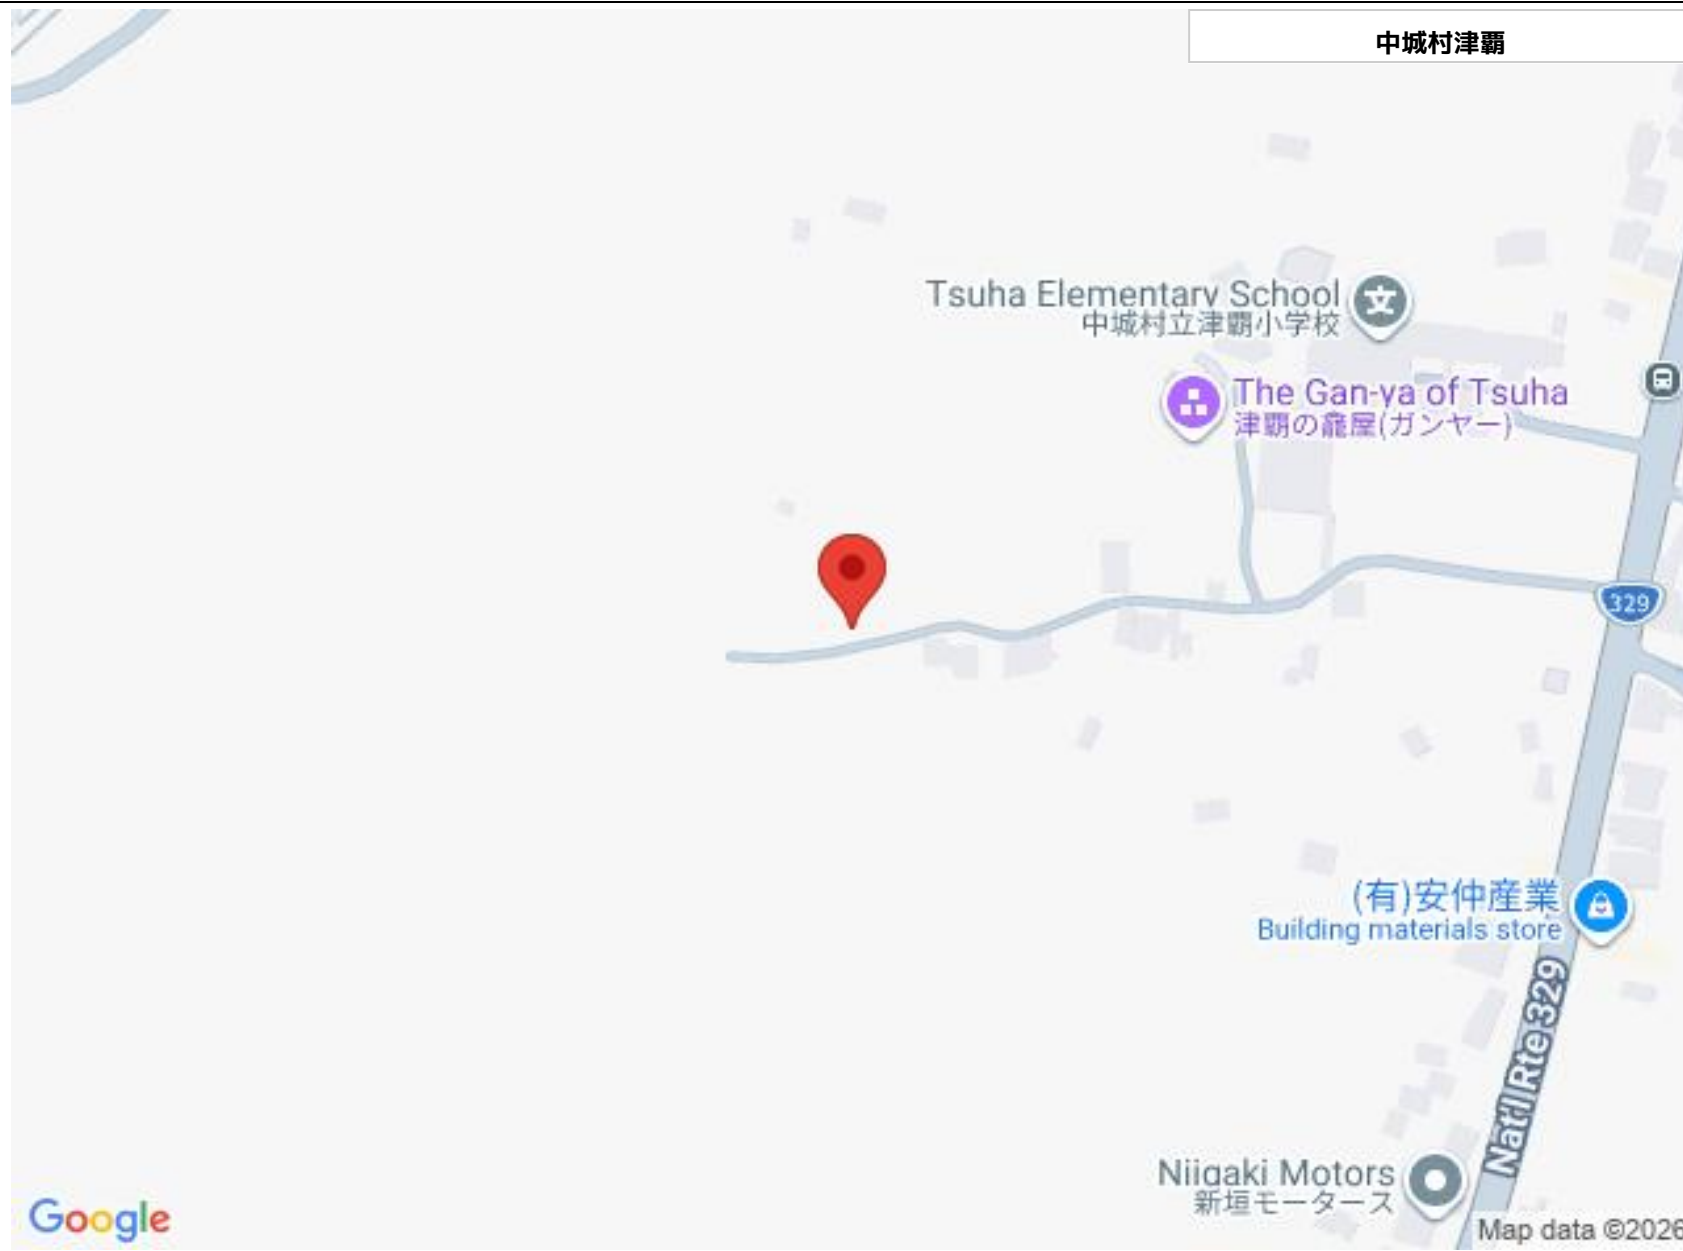 中城村津覇
Tsuha Elementary School
中城村立津覇小学校
The Gan-ya of Tsuha
津覇の龕屋(ガンヤー)
329
(有)安仲産業
Building materials store
Nat'l Rte 329
Niigaki Motors
新垣モータース
Google
Map data ©2026